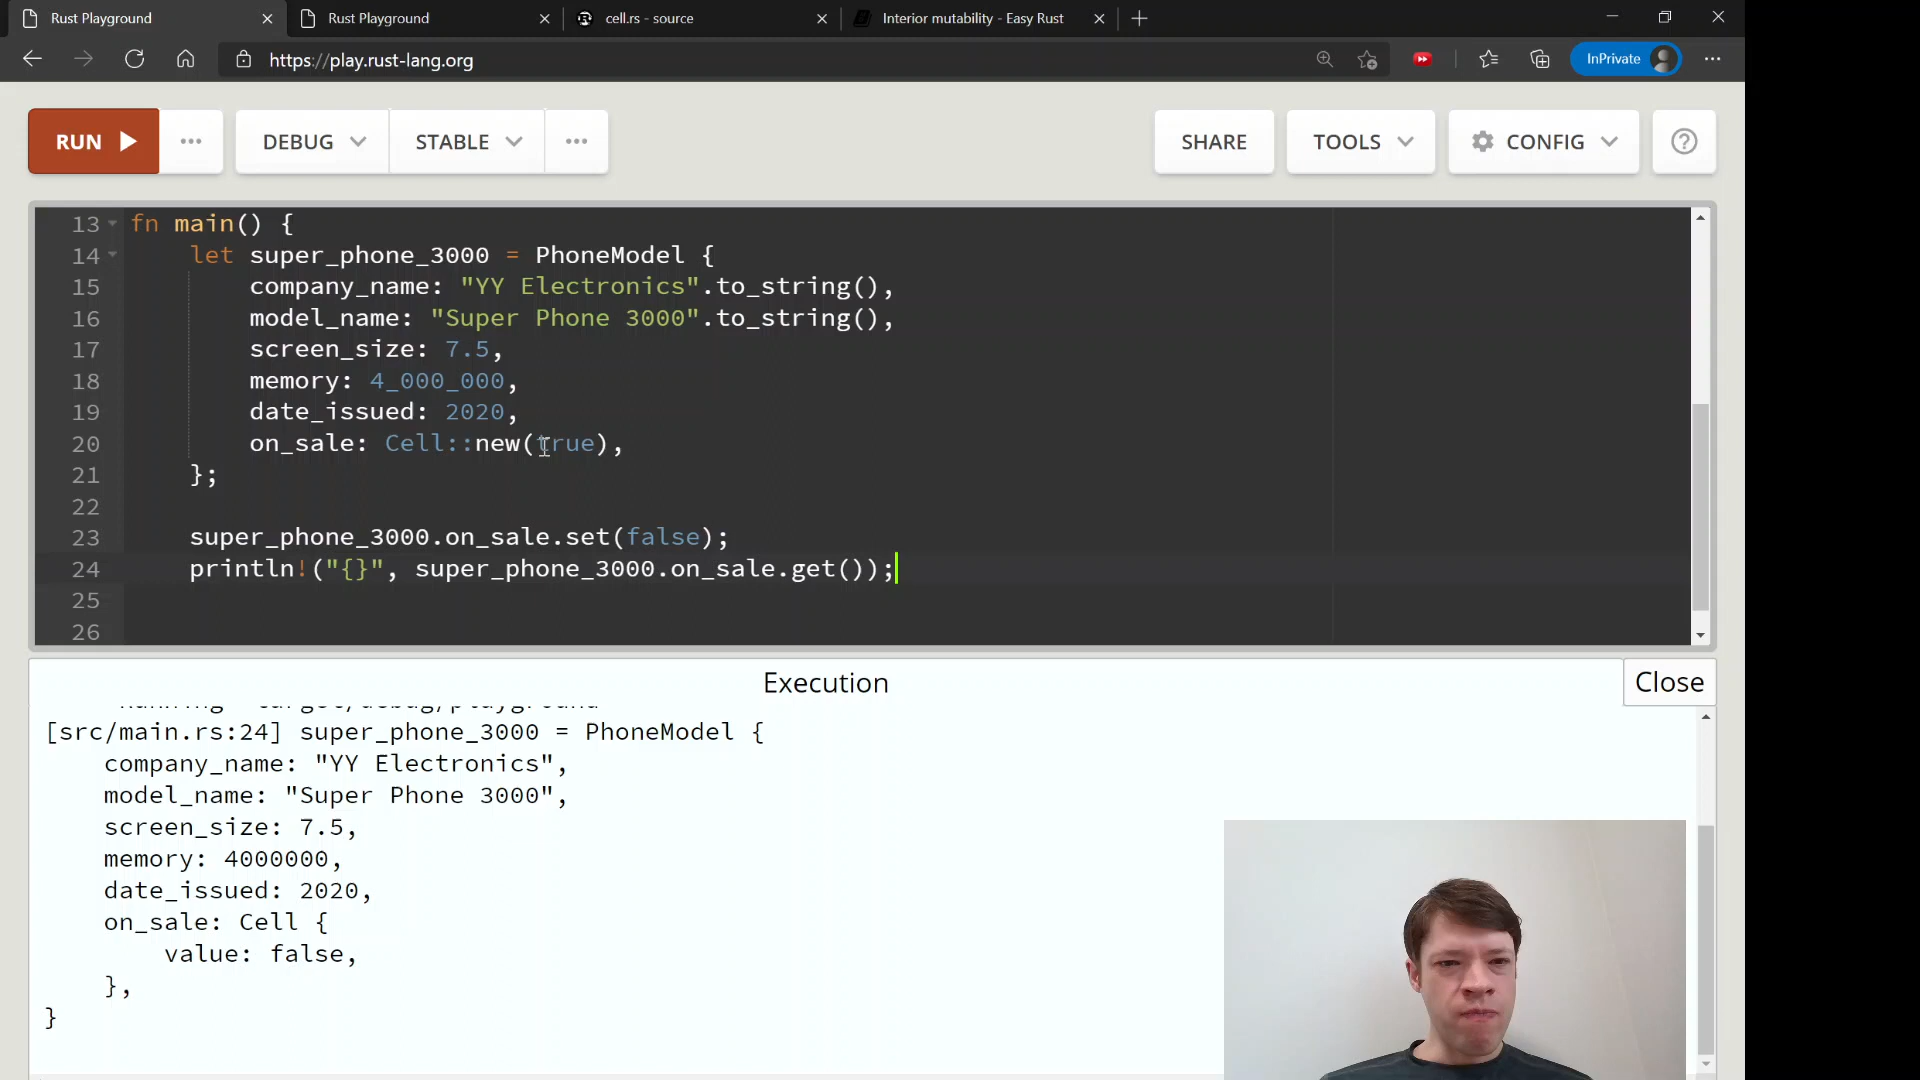 Rust Playground
Rust Playground
cell.rs - source
Interior mutability - Easy Rust
https://play.rust-lang.org
InPrivate
RUN
DEBUG
STABLE
SHARE
TOOLS
CONFIG
13 fn main() {
14 let super_phone_3000 = PhoneModel {
15 company_name: "YY Electronics".to_string(),
16 model_name: "Super Phone 3000".to_string(),
17 screen_size: 7.5,
18 memory: 4_000_000,
19 date_issued: 2020,
20 on_sale: Cell::new(true),
21 };
22
23 super_phone_3000.on_sale.set(false);
24 println!("{}", super_phone_3000.on_sale.get());
25
26
Execution
Close
[src/main.rs:24] super_phone_3000 = PhoneModel {
company_name: "YY Electronics",
model_name: "Super Phone 3000",
screen_size: 7.5,
memory: 4000000,
date_issued: 2020,
on_sale: Cell {
value: false,
},
}